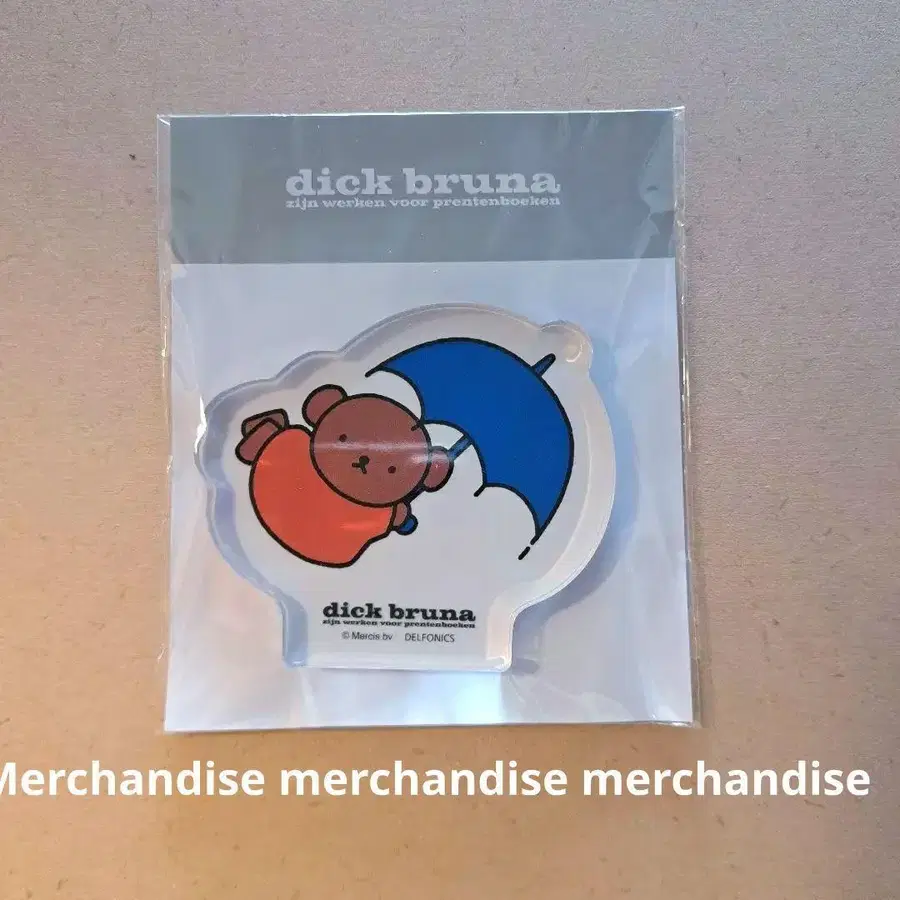 dick bruna
zijn werken voor prentenboeken
dick bruna
zijn werken voor prentenboeken
© Mercis bv DELFONICS
Merchandise merchandise merchandise